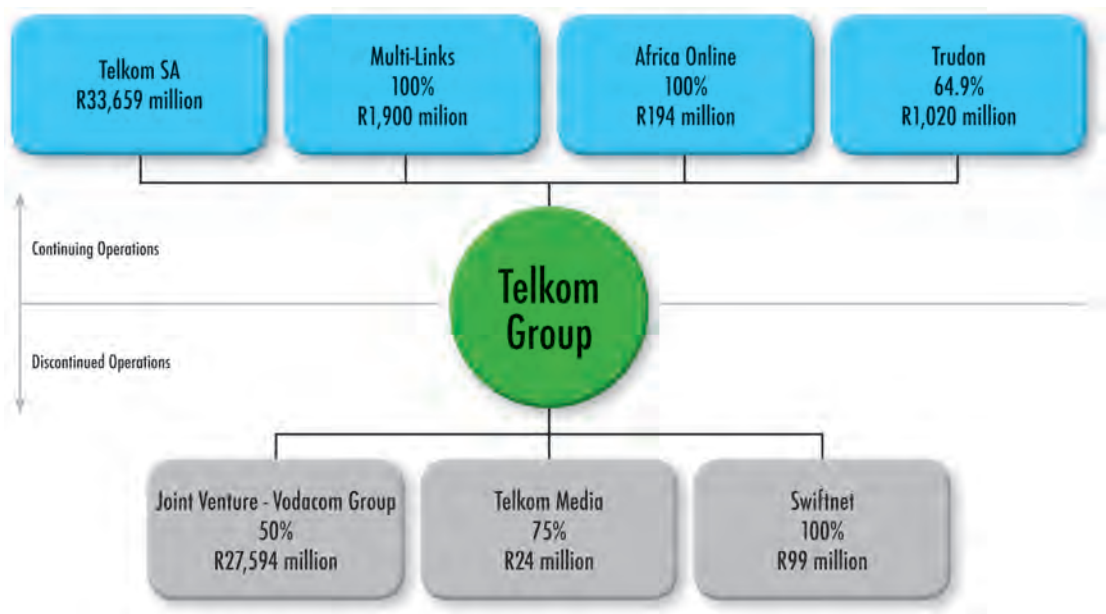 Telkom SA
R33,659 million
Multi-Links
100%
R1,900 milion
Africa Online
100%
R194 million
Trudon
64.9%
R1,020 million
Continuing Operations
Telkom
Group
Discontinued Operations
Joint Venture - Vodacom Group
50%
R27,594 million
Telkom Media
75%
R24 million
Swiftnet
100%
R99 million